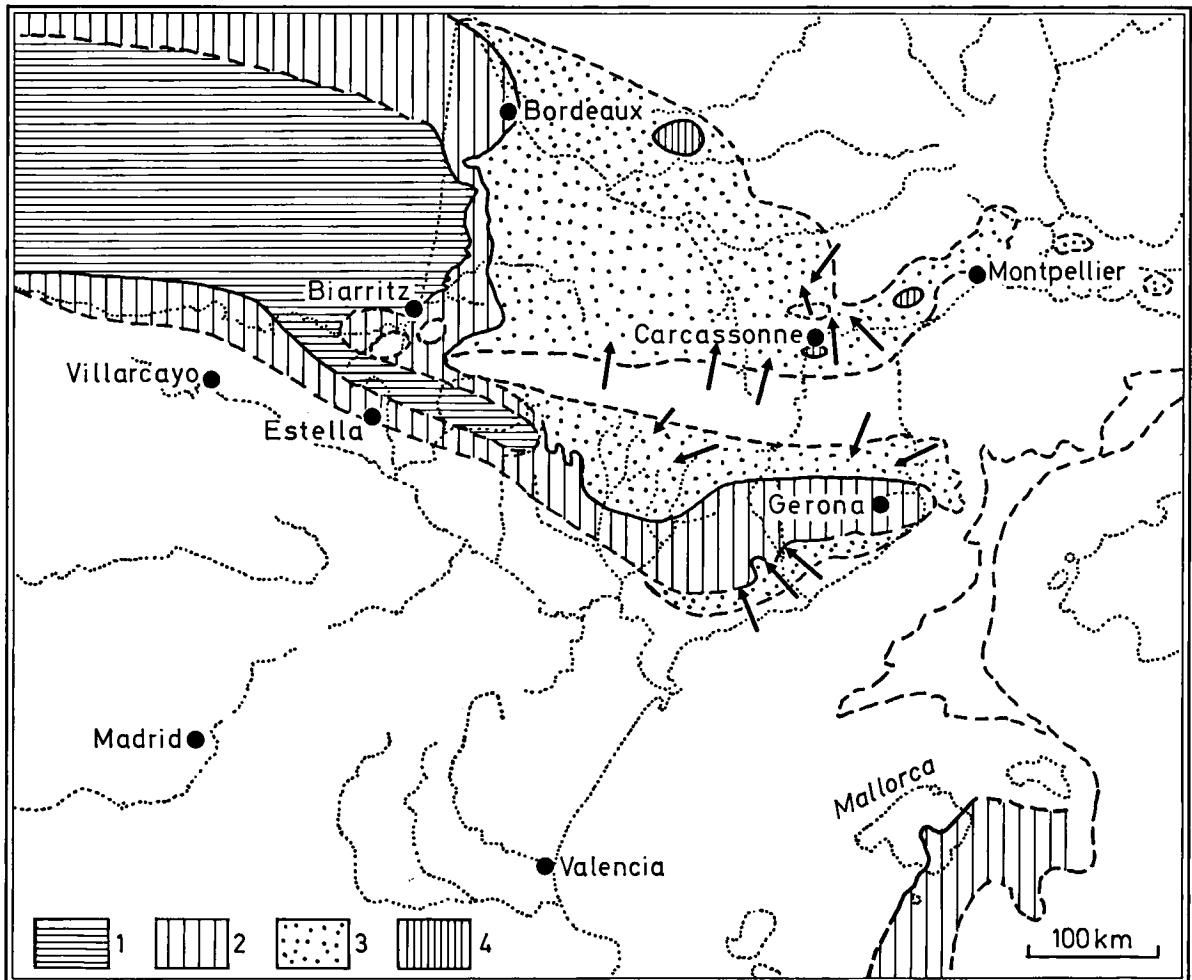 Bordeaux
Montpellier
Biarritz
Carcassonne
Villarcayo
Estella
Gerona
Madrid
Mallorca
Valencia
1 2 3 4
100 km